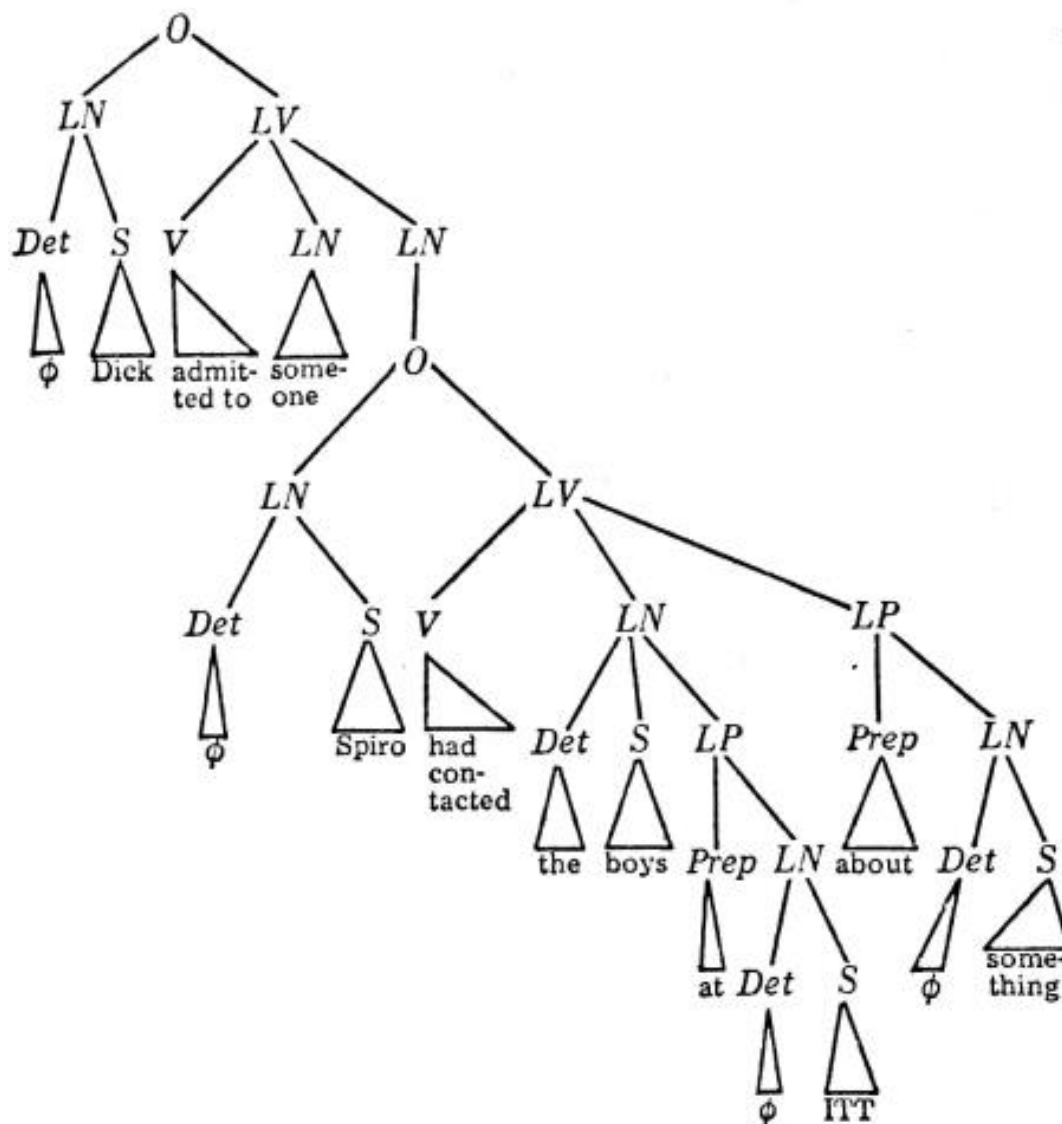 O
LN LV
Det S V LN LN
ϕ Dick admit- some- O
ted to one
LN LV
Det S V LN LP
ϕ Spiro had Det S LP Prep LN
con-
tacted
the boys Prep LN about Det S
at Det S ϕ some-
thing
ϕ ITT